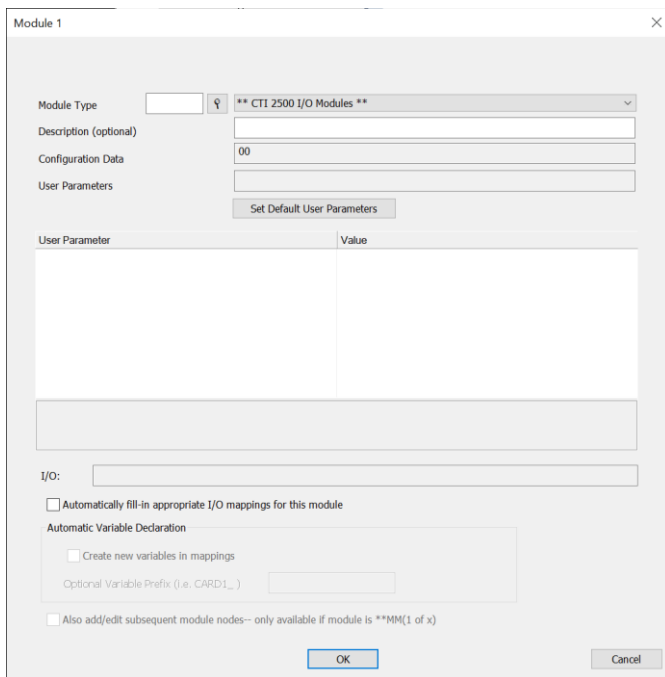 Module 1
Module Type
** CTI 2500 I/O Modules **
Description (optional)
Configuration Data
00
User Parameters
Set Default User Parameters
User Parameter Value
I/O:
Automatically fill-in appropriate I/O mappings for this module
Automatic Variable Declaration
Create new variables in mappings
Optional Variable Prefix (i.e. CARD1_ )
Also add/edit subsequent module nodes-- only available if module is **MM(1 of x)
OK Cancel